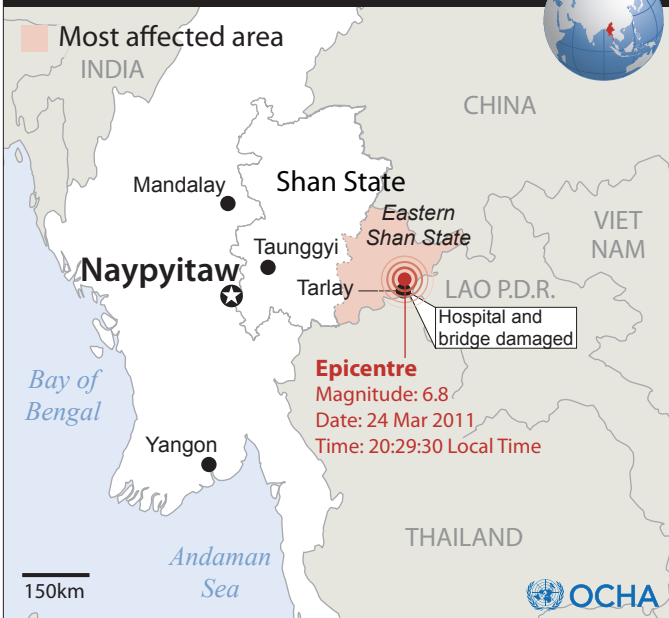 Most affected area
INDIA
CHINA
Mandalay
Shan State
Eastern
Shan State
VIET
NAM
Taunggyi
Naypyitaw
Tarlay
LAO P.D.R.
Hospital and
bridge damaged
Epicentre
Magnitude: 6.8
Date: 24 Mar 2011
Time: 20:29:30 Local Time
Bay of
Bengal
Yangon
THAILAND
Andaman
Sea
150km
OCHA